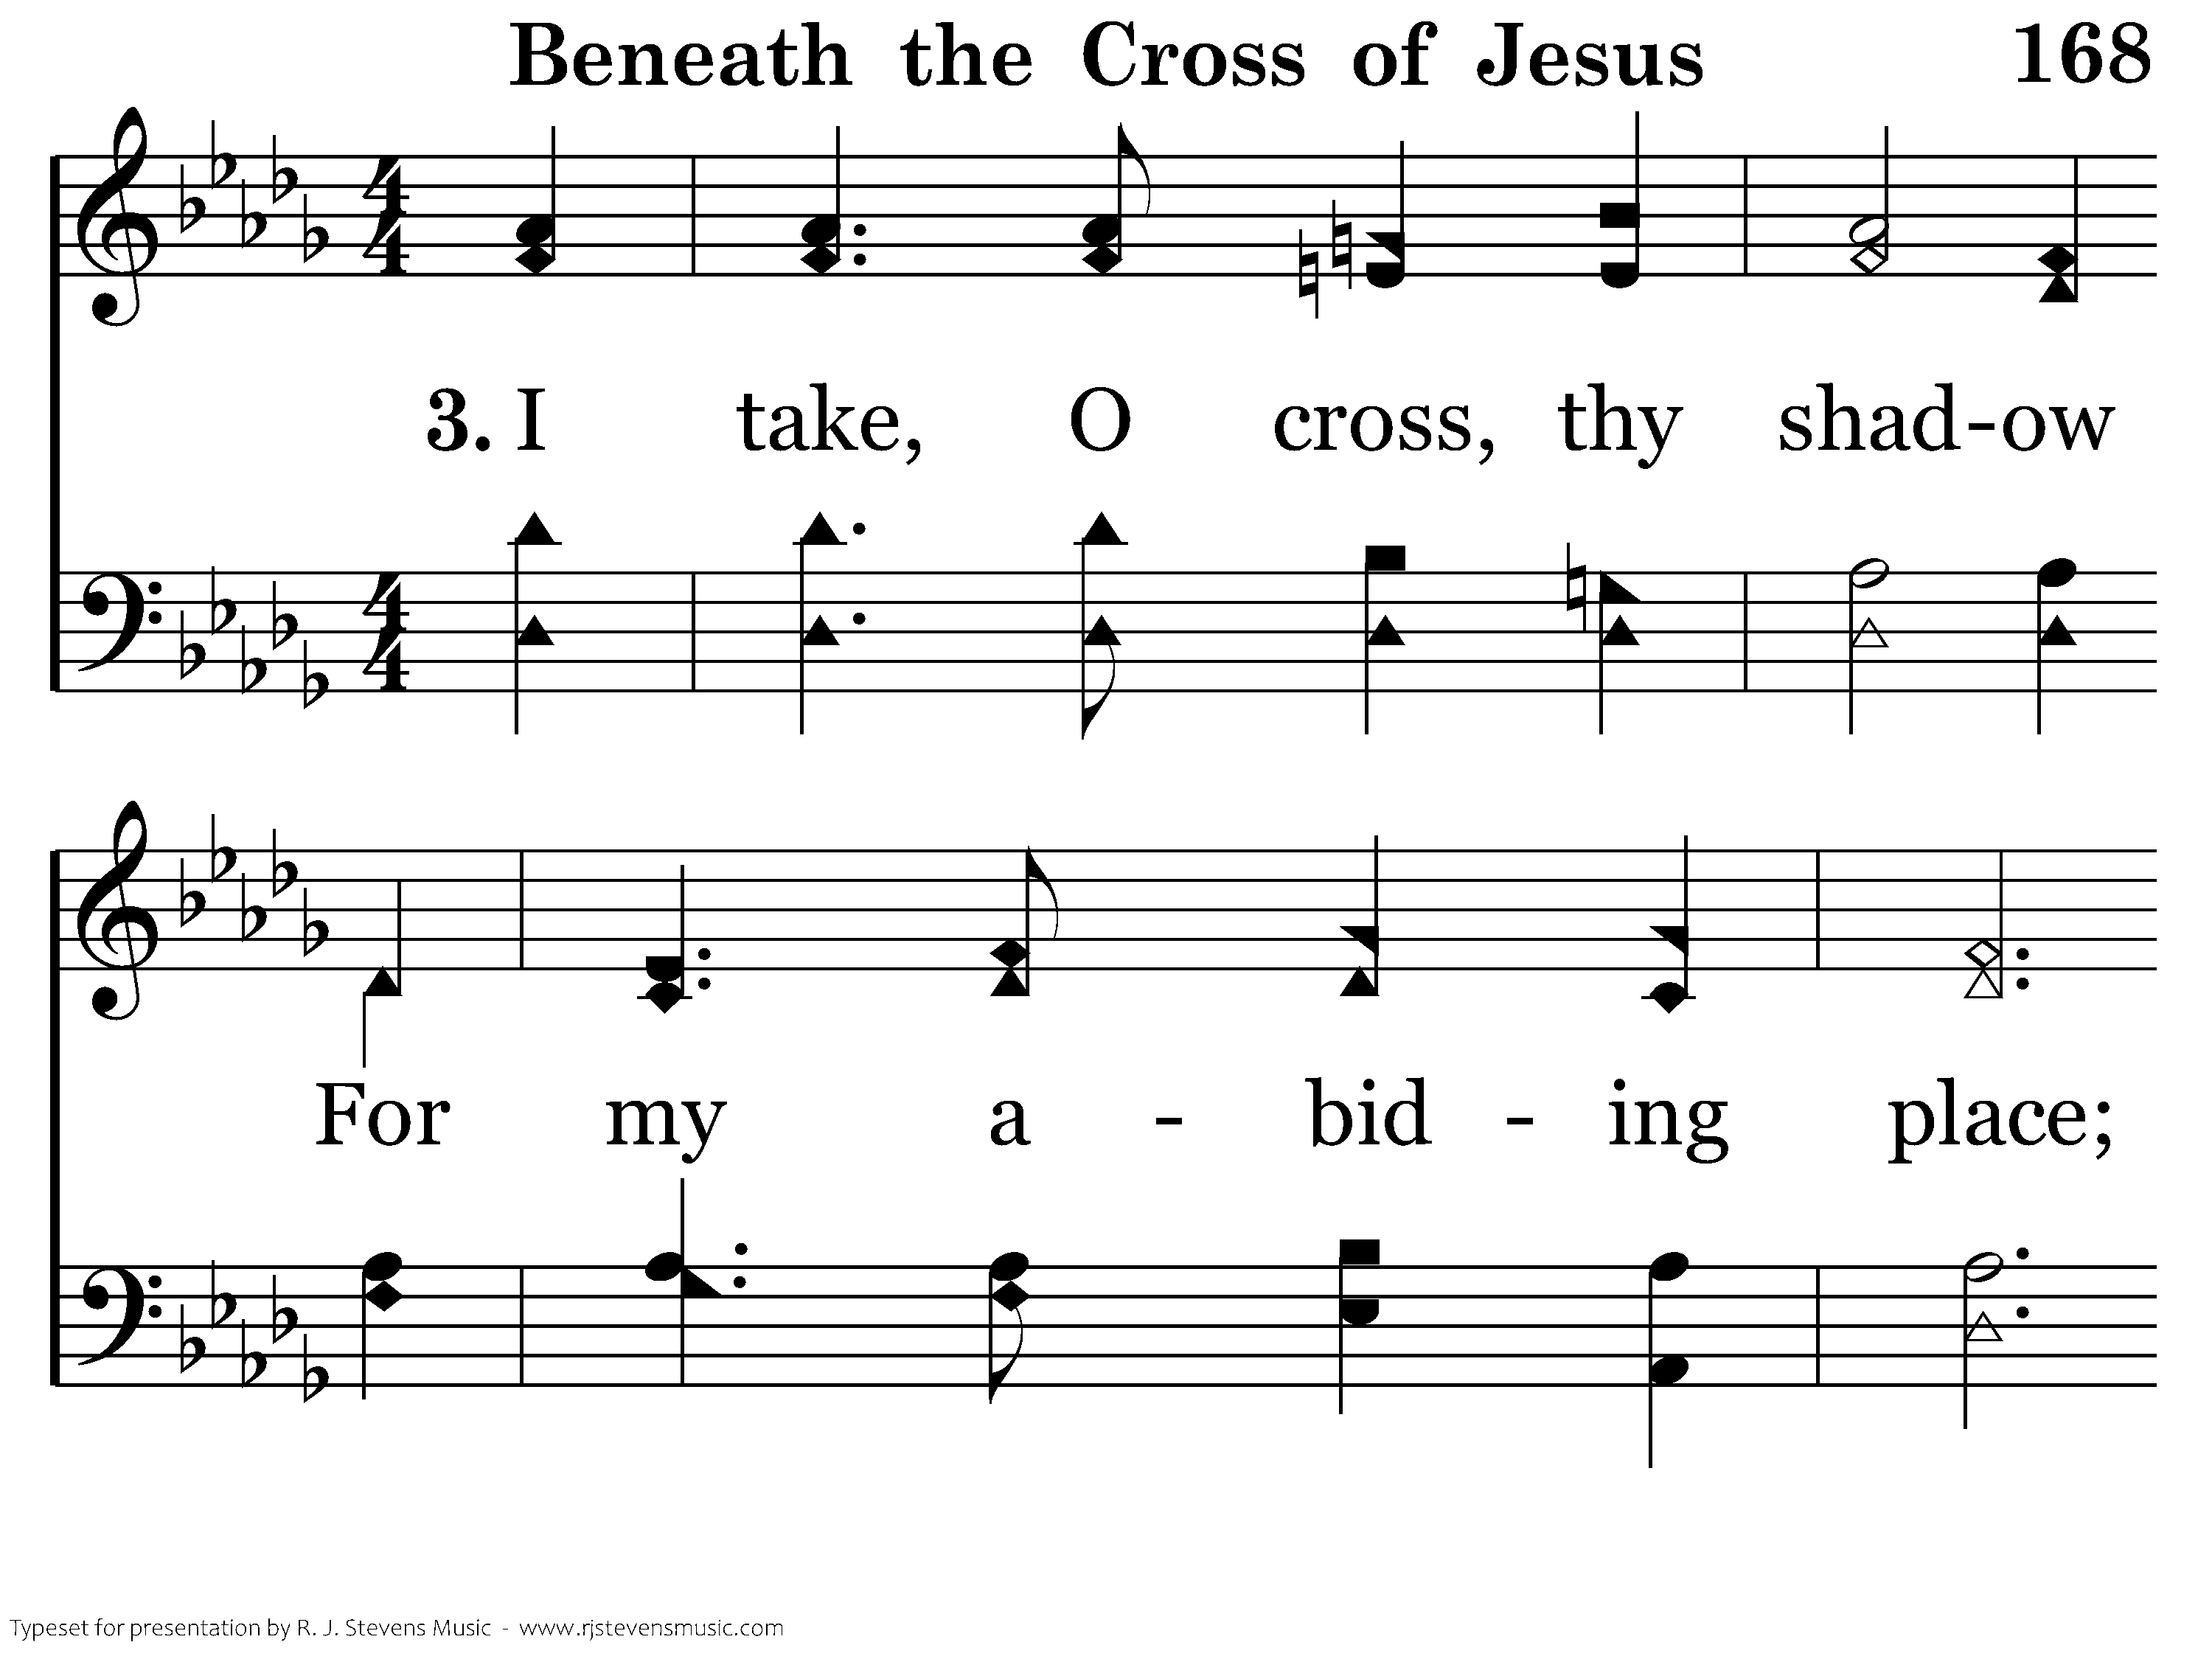 Beneath the Cross of Jesus 168
3. I take, O cross, thy shad-ow
For my a - bid - ing place;
Typeset for presentation by R. J. Stevens Music - www.rjstevensmusic.com